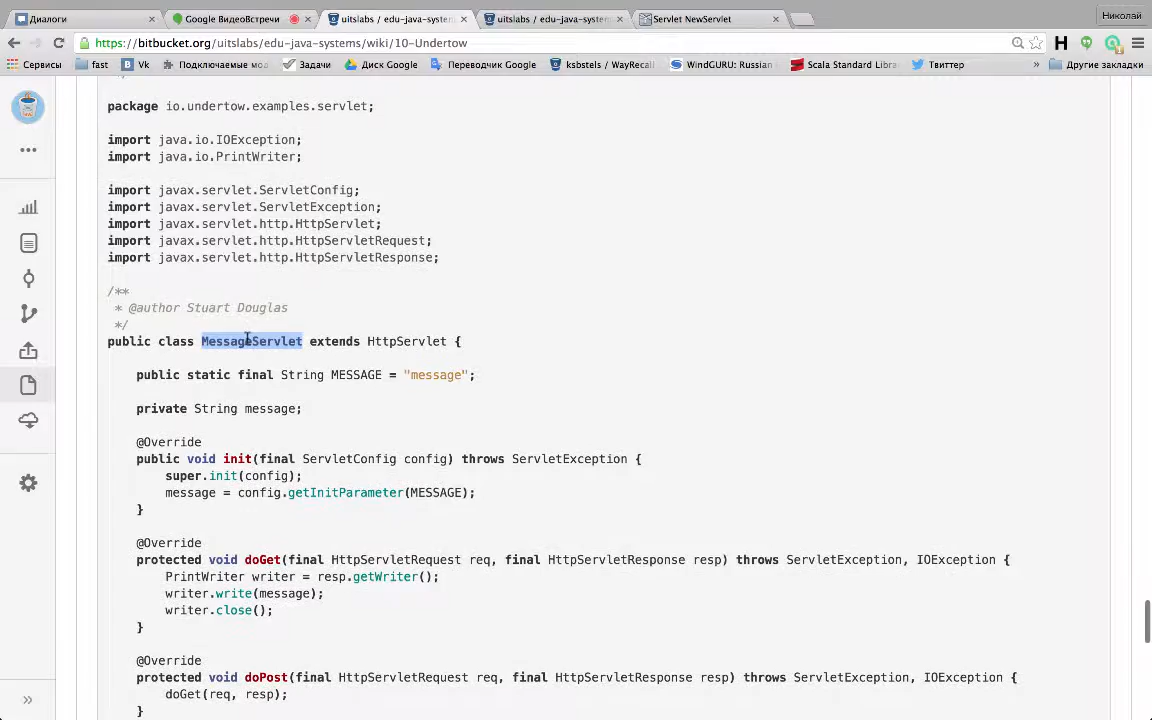 Диалоги
Google ВидеоВстречи
uitslabs / edu-java-system
uitslabs / edu-java-system
Servlet NewServlet
Николай
https://bitbucket.org/uitslabs/edu-java-systems/wiki/10-Undertow
Сервисы
fast
Vk
Подключаемые мод
Задачи
Диск Google
Переводчик Google
ksbstels / WayRecall
WindGURU: Russian
Scala Standard Libra
Твиттер
»
Другие закладки
package io.undertow.examples.servlet;
import java.io.IOException;
import java.io.PrintWriter;
import javax.servlet.ServletConfig;
import javax.servlet.ServletException;
import javax.servlet.http.HttpServlet;
import javax.servlet.http.HttpServletRequest;
import javax.servlet.http.HttpServletResponse;
/**
* @author Stuart Douglas
*/
public class MessageServlet extends HttpServlet {
public static final String MESSAGE = "message";
private String message;
@Override
public void init(final ServletConfig config) throws ServletException {
super.init(config);
message = config.getInitParameter(MESSAGE);
}
@Override
protected void doGet(final HttpServletRequest req, final HttpServletResponse resp) throws ServletException, IOException {
PrintWriter writer = resp.getWriter();
writer.write(message);
writer.close();
}
@Override
protected void doPost(final HttpServletRequest req, final HttpServletResponse resp) throws ServletException, IOException {
doGet(req, resp);
}